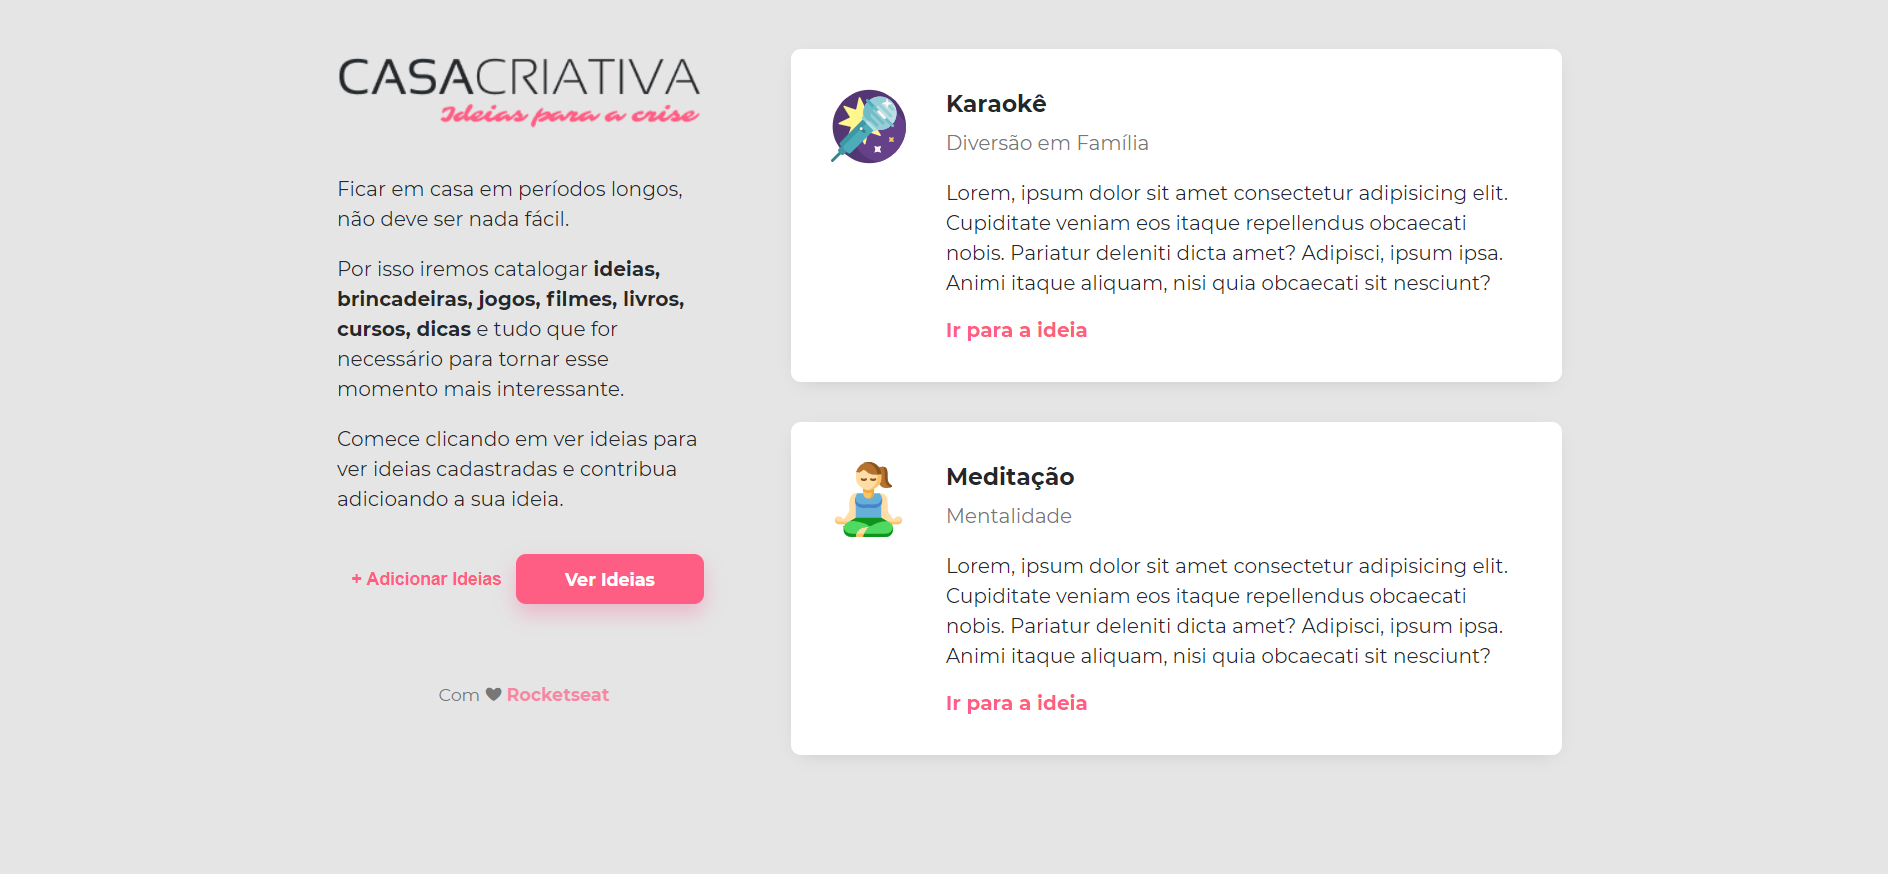 CASACRIATIVA
Ideias para a crise
Ficar em casa em períodos longos,
não deve ser nada fácil.
Por isso iremos catalogar ideias,
brincadeiras, jogos, filmes, livros,
cursos, dicas e tudo que for
necessário para tornar esse
momento mais interessante.
Comece clicando em ver ideias para
ver ideias cadastradas e contribua
adicioando a sua ideia.
+ Adicionar Ideias
Ver Ideias
Com ♥ Rocketseat
Karaokê
Diversão em Família
Lorem, ipsum dolor sit amet consectetur adipisicing elit.
Cupiditate veniam eos itaque repellendus obcaecati
nobis. Pariatur deleniti dicta amet? Adipisci, ipsum ipsa.
Animi itaque aliquam, nisi quia obcaecati sit nesciunt?
Ir para a ideia
Meditação
Mentalidade
Lorem, ipsum dolor sit amet consectetur adipisicing elit.
Cupiditate veniam eos itaque repellendus obcaecati
nobis. Pariatur deleniti dicta amet? Adipisci, ipsum ipsa.
Animi itaque aliquam, nisi quia obcaecati sit nesciunt?
Ir para a ideia